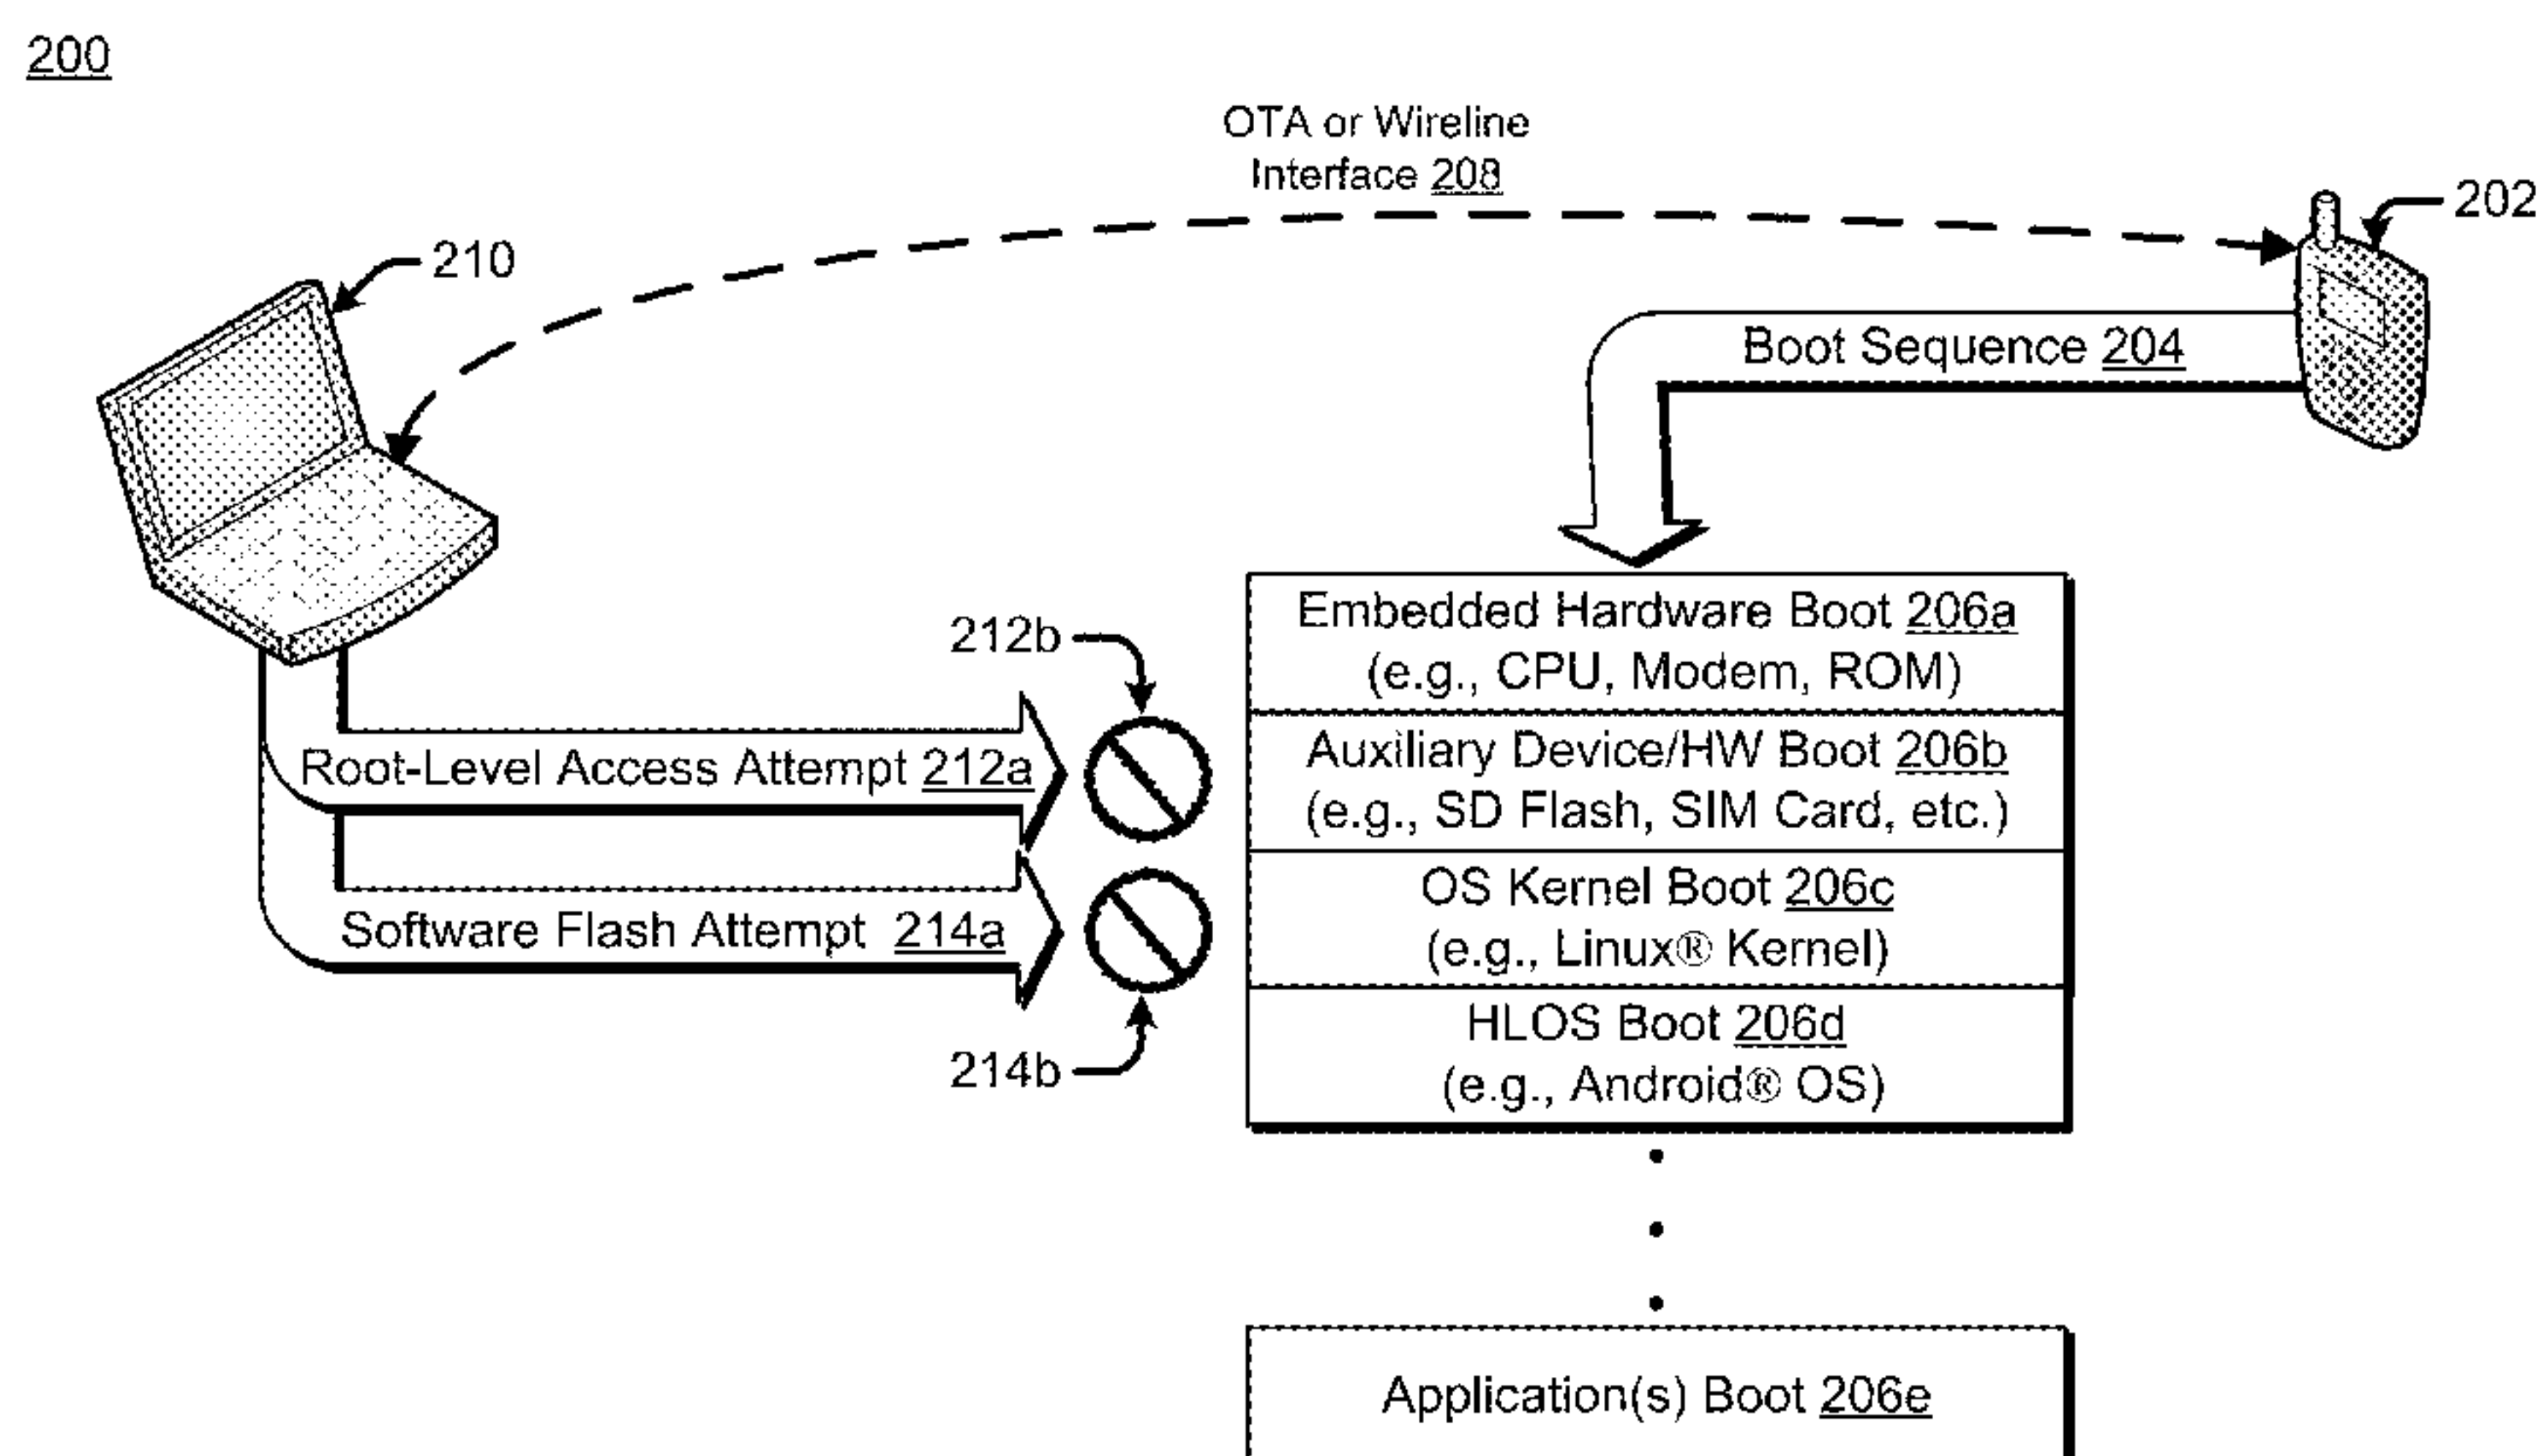 200
OTA or Wireline
Interface 208
202
210
Boot Sequence 204
Embedded Hardware Boot 206a
(e.g., CPU, Modem, ROM)
212b
Auxiliary Device/HW Boot 206b
(e.g., SD Flash, SIM Card, etc.)
Root-Level Access Attempt 212a
OS Kernel Boot 206c
(e.g., Linux® Kernel)
Software Flash Attempt 214a
HLOS Boot 206d
(e.g., Android® OS)
214b
Application(s) Boot 206e